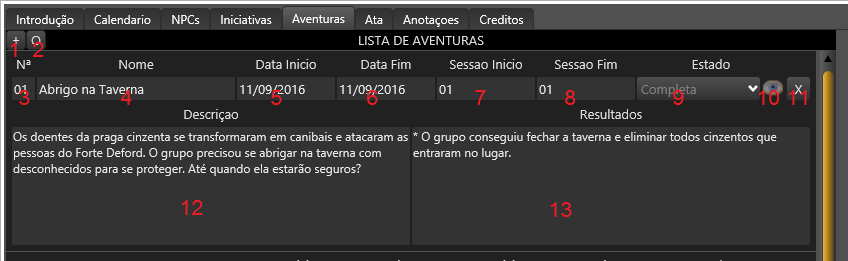 Introdução Calendario NPCs Iniciativas Aventuras Ata Anotaçoes Creditos
+ O LISTA DE AVENTURAS
1 2
Nª Nome Data Inicio Data Fim Sessao Inicio Sessao Fim Estado
01 Abrigo na Taverna 11/09/2016 11/09/2016 01 01 Completa X
3 4 5 6 7 8 9 10 11
Descriçao Resultados
Os doentes da praga cinzenta se transformaram em canibais e atacaram as
pessoas do Forte Deford. O grupo precisou se abrigar na taverna com
desconhecidos para se proteger. Até quando ela estarão seguros?
* O grupo conseguiu fechar a taverna e eliminar todos cinzentos que
entraram no lugar.
12 13